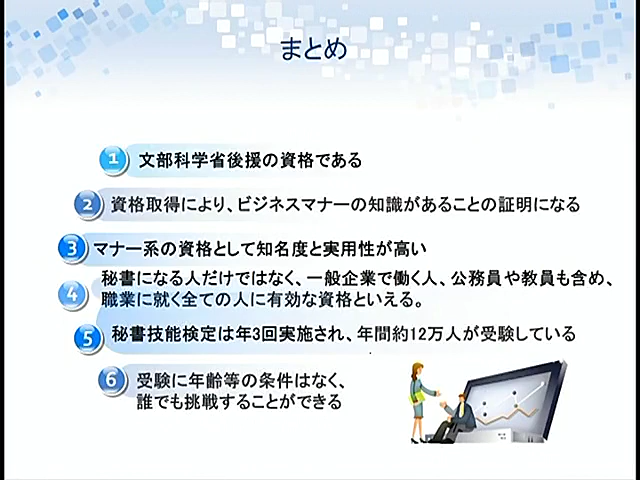 まとめ
1 文部科学省後援の資格である
2 資格取得により、ビジネスマナーの知識があることの証明になる
3 マナー系の資格として知名度と実用性が高い
4 秘書になる人だけではなく、一般企業で働く人、公務員や教員も含め、
職業に就く全ての人に有効な資格といえる。
5 秘書技能検定は年3回実施され、年間約12万人が受験している
6 受験に年齢等の条件はなく、
誰でも挑戦することができる